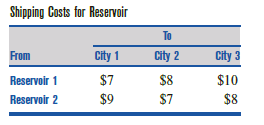 Shipping Costs for Reservoir
To
From City 1 City 2 City 3
Reservoir 1 $7 $8 $10
Reservoir 2 $9 $7 $8